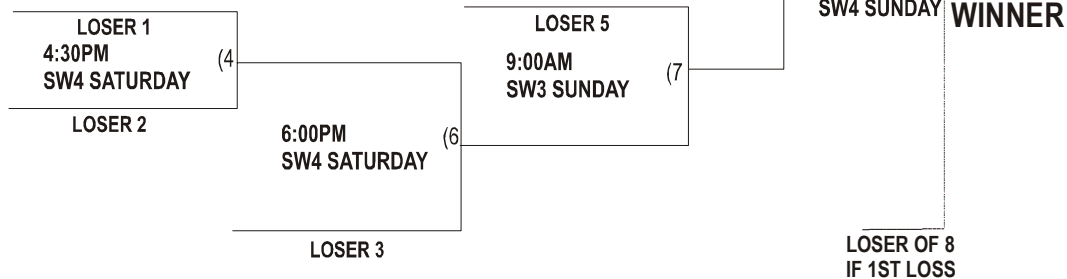 SW4 SUNDAY
WINNER
LOSER 1
4:30PM
SW4 SATURDAY
(4
LOSER 2
LOSER 5
9:00AM
SW3 SUNDAY
(7
6:00PM
SW4 SATURDAY
(6
LOSER 3
LOSER OF 8
IF 1ST LOSS